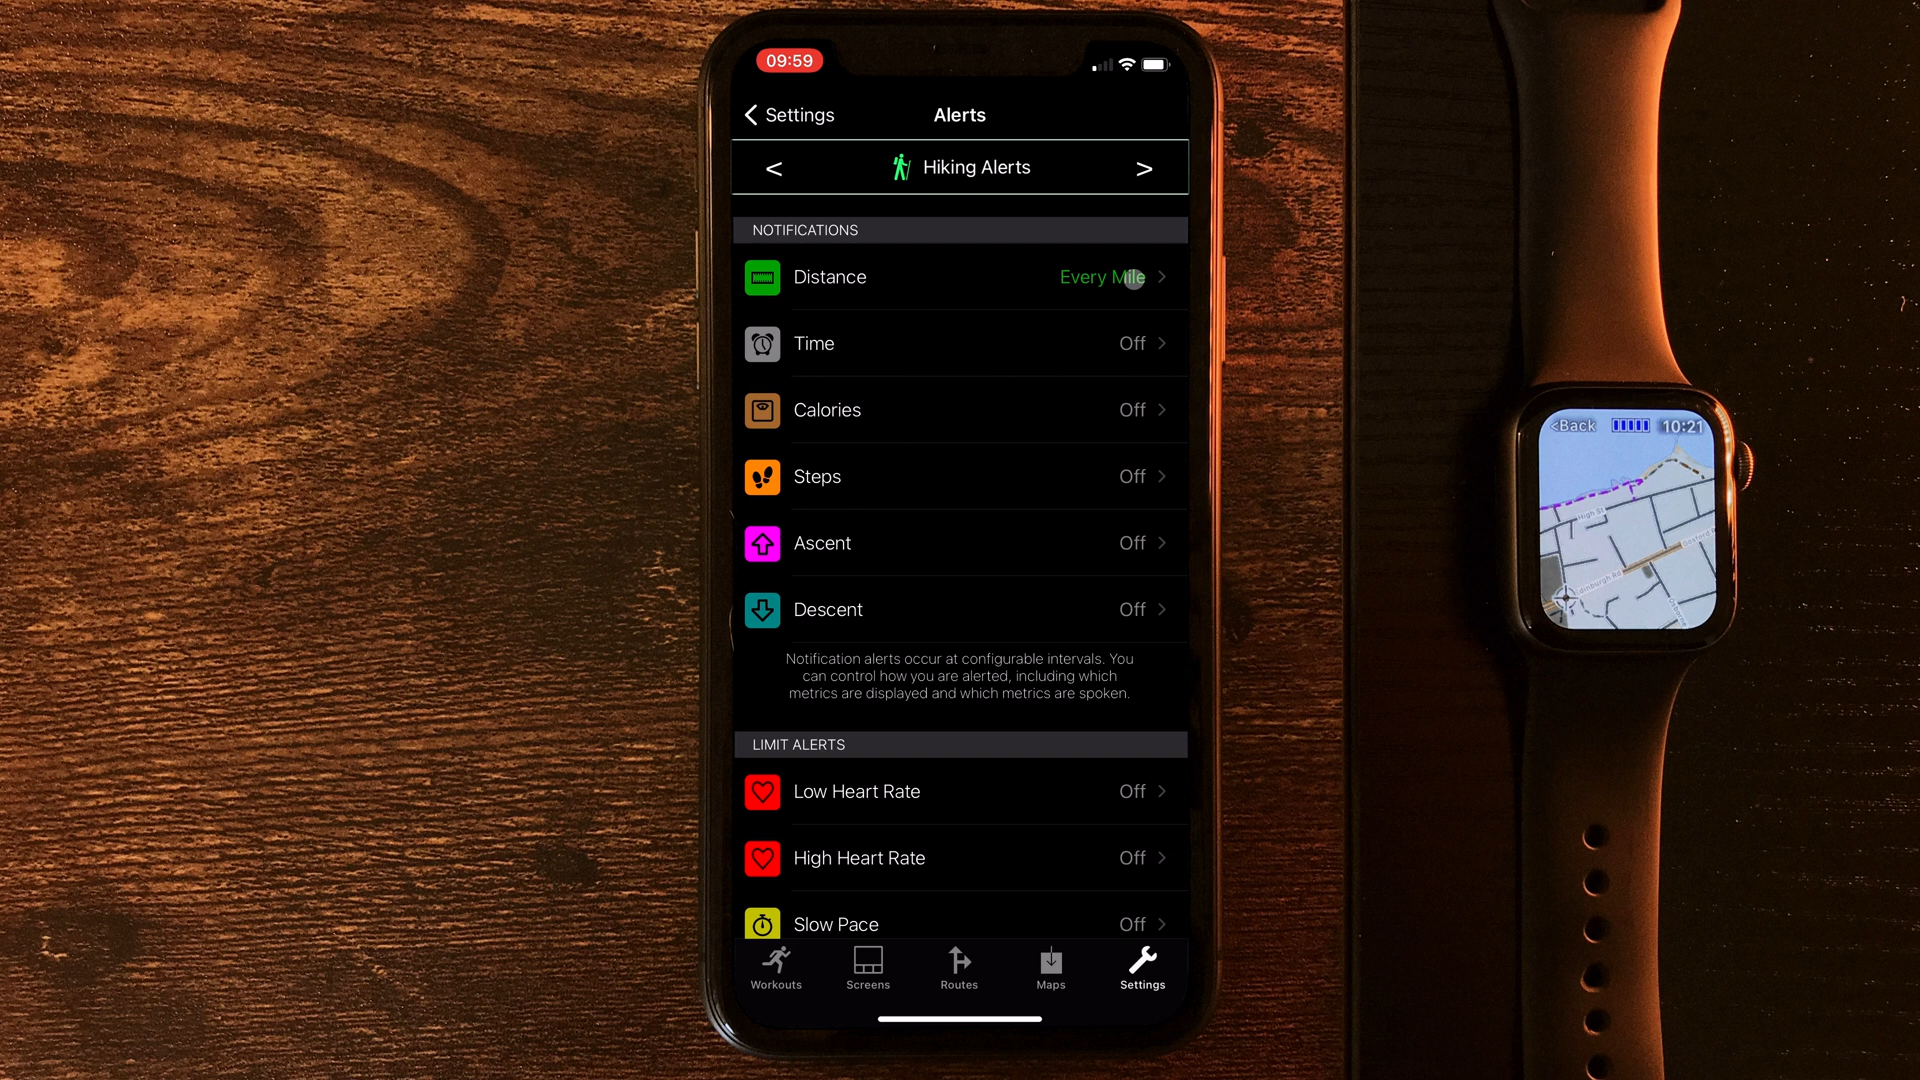 09:59
Settings
Alerts
<
Hiking Alerts
>
NOTIFICATIONS
Distance
Every Mile
Time
Off
Calories
Off
Steps
Off
Ascent
Off
Descent
Off
Notification alerts occur at configurable intervals. You
can control how you are alerted, including which
metrics are displayed and which metrics are spoken.
LIMIT ALERTS
Low Heart Rate
Off
High Heart Rate
Off
Slow Pace
Off
Workouts
Screens
Routes
Maps
Settings
<Back
10:21
High St